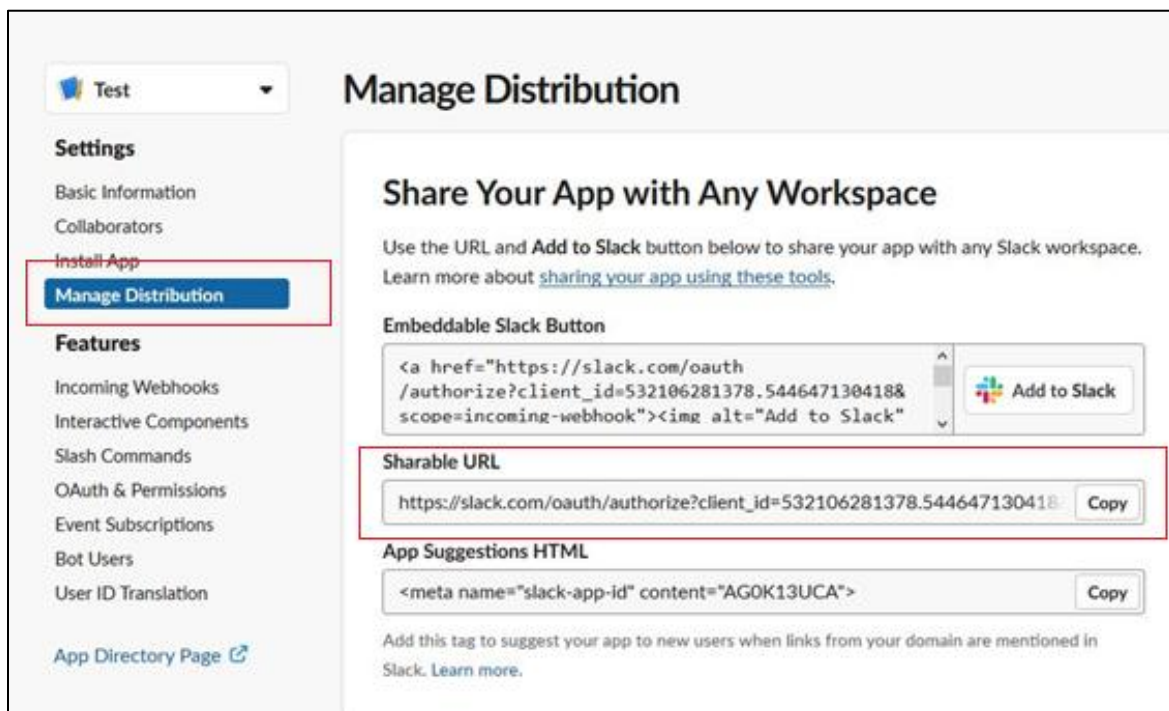 Test
Manage Distribution
Settings
Basic Information
Collaborators
Install App
Manage Distribution
Features
Incoming Webhooks
Interactive Components
Slash Commands
OAuth & Permissions
Event Subscriptions
Bot Users
User ID Translation
App Directory Page
Share Your App with Any Workspace
Use the URL and Add to Slack button below to share your app with any Slack workspace.
Learn more about sharing your app using these tools.
Embeddable Slack Button
<a href="https://slack.com/oauth
/authorize?client_id=532106281378.544647130418&
scope=incoming-webhook"><img alt="Add to Slack"
Add to Slack
Sharable URL
https://slack.com/oauth/authorize?client_id=532106281378.544647130418
Copy
App Suggestions HTML
<meta name="slack-app-id" content="AG0K13UCA">
Copy
Add this tag to suggest your app to new users when links from your domain are mentioned in
Slack. Learn more.